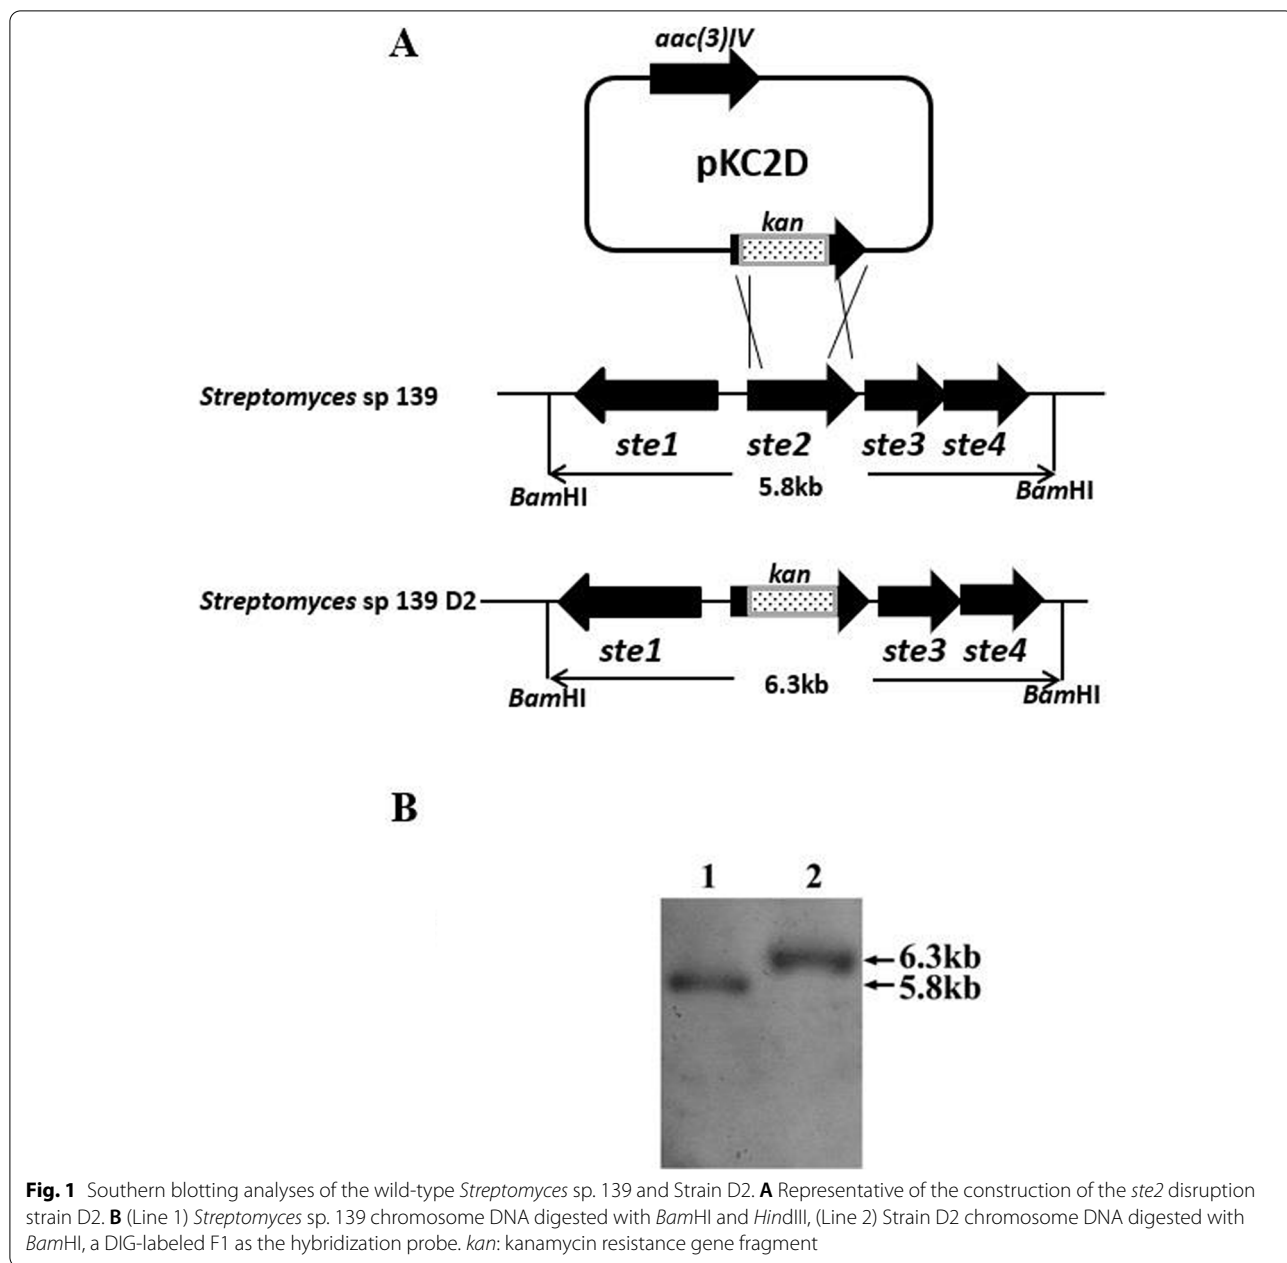 A
aac(3)IV
pKC2D
kan
Streptomyces sp 139
ste1 ste2 ste3 ste4
BamHI 5.8kb BamHI
kan
Streptomyces sp 139 D2
ste1 ste3 ste4
BamHI 6.3kb BamHI
B
1 2
6.3kb
5.8kb
Fig. 1 Southern blotting analyses of the wild-type Streptomyces sp. 139 and Strain D2. A Representative of the construction of the ste2 disruption
strain D2. B (Line 1) Streptomyces sp. 139 chromosome DNA digested with BamHI and HindIII, (Line 2) Strain D2 chromosome DNA digested with
BamHI, a DIG-labeled F1 as the hybridization probe. kan: kanamycin resistance gene fragment